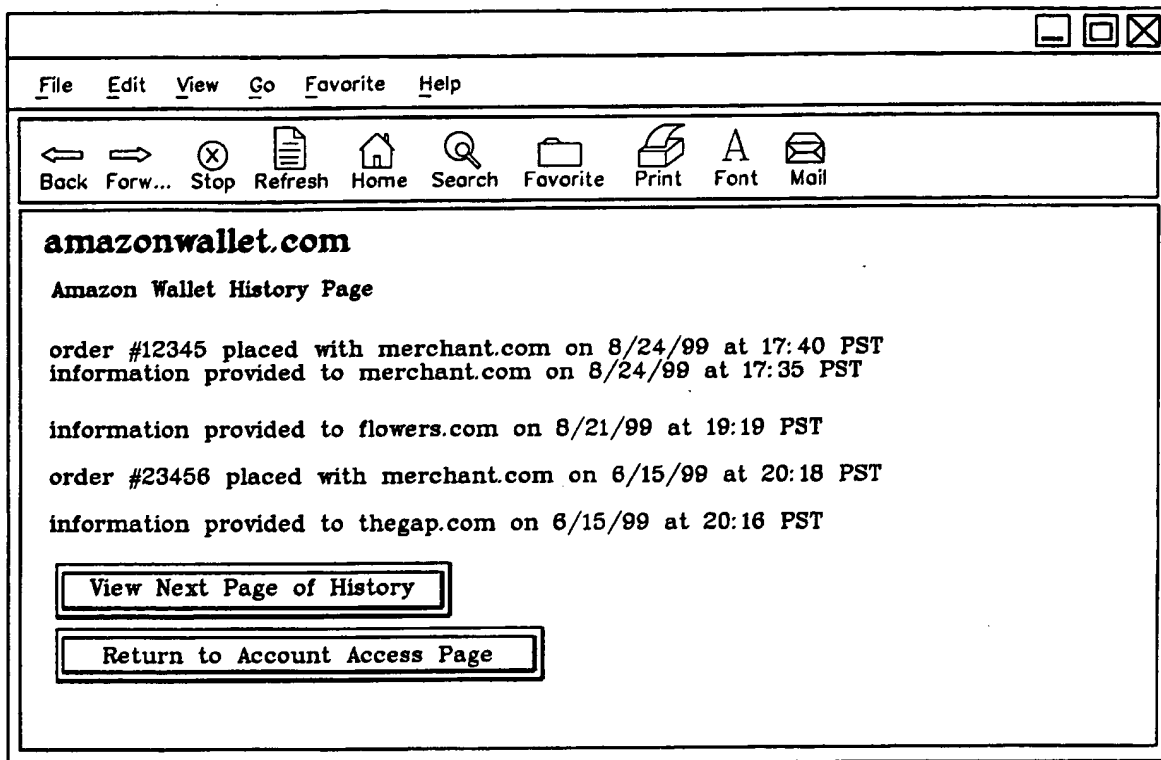 File Edit View Go Favorite Help
Back Forw... Stop Refresh Home Search Favorite Print Font Mail
amazonwallet.com
Amazon Wallet History Page
order #12345 placed with merchant.com on 8/24/99 at 17:40 PST
information provided to merchant.com on 8/24/99 at 17:35 PST
information provided to flowers.com on 8/21/99 at 19:19 PST
order #23456 placed with merchant.com on 6/15/99 at 20:18 PST
information provided to thegap.com on 6/15/99 at 20:16 PST
View Next Page of History
Return to Account Access Page